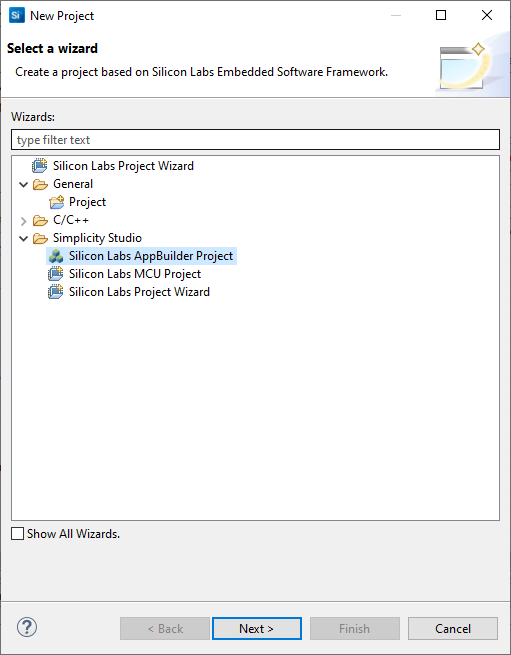 Si New Project
Select a wizard
Create a project based on Silicon Labs Embedded Software Framework.
Wizards:
type filter text
Silicon Labs Project Wizard
General
Project
C/C++
Simplicity Studio
Silicon Labs AppBuilder Project
Silicon Labs MCU Project
Silicon Labs Project Wizard
Show All Wizards.
? < Back Next > Finish Cancel